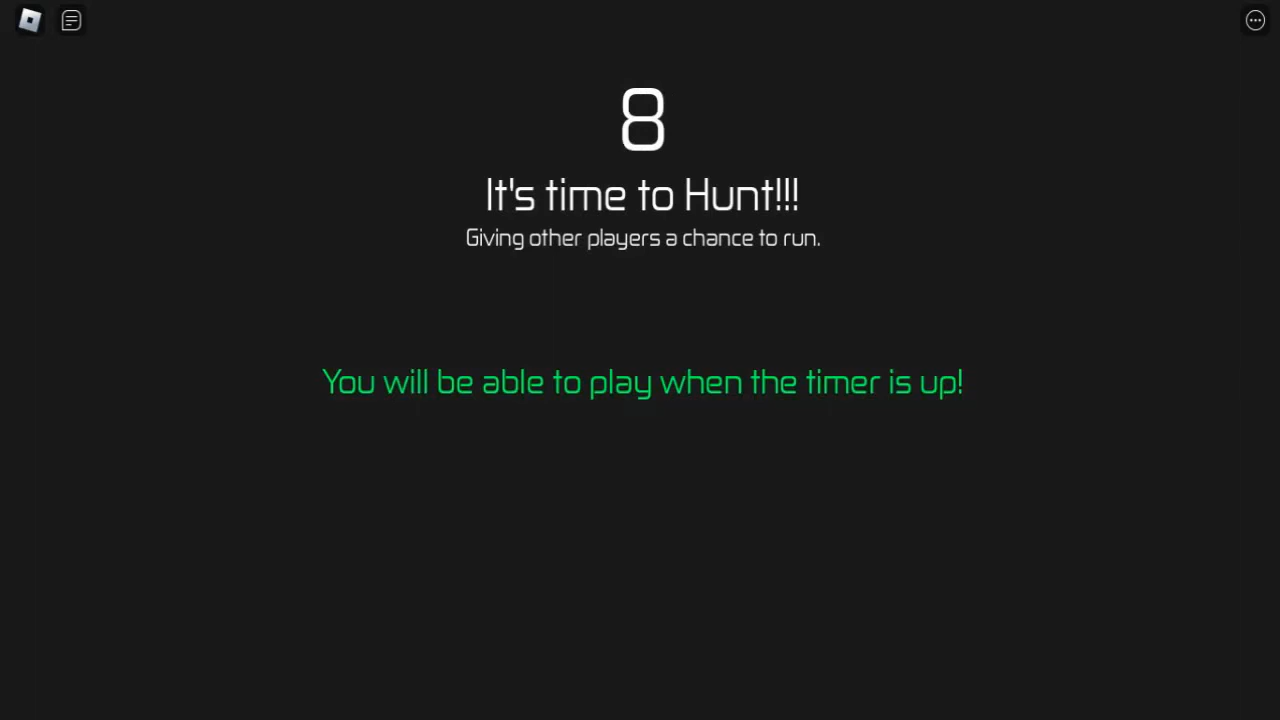 8
It's time to Hunt!!!
Giving other players a chance to run.
You will be able to play when the timer is up!